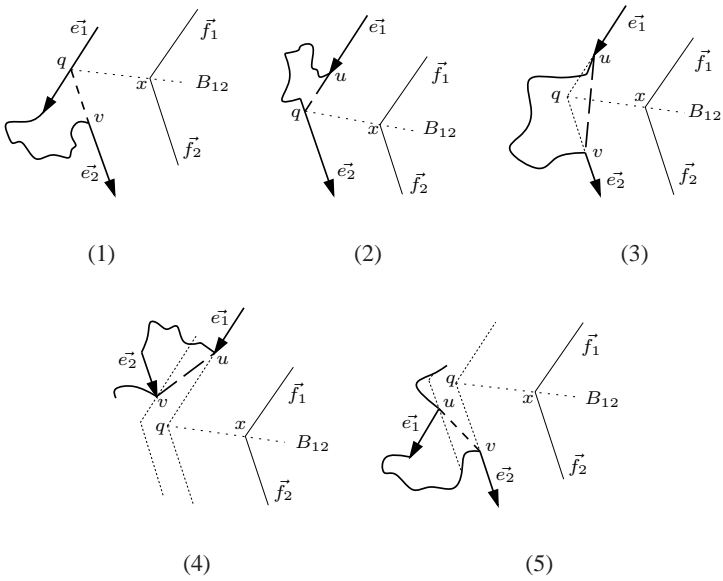 e⃗₁ f⃗₁ q x B₁₂ v f⃗₂ e⃗₂
(1)
e⃗₁ f⃗₁ u q x B₁₂ f⃗₂ e⃗₂
(2)
e⃗₁ u f⃗₁ q x B₁₂ v f⃗₂ e⃗₂
(3)
e⃗₁ e⃗₂ u f⃗₁ v q x B₁₂ f⃗₂
(4)
f⃗₁ q u x B₁₂ e⃗₁ v f⃗₂ e⃗₂
(5)